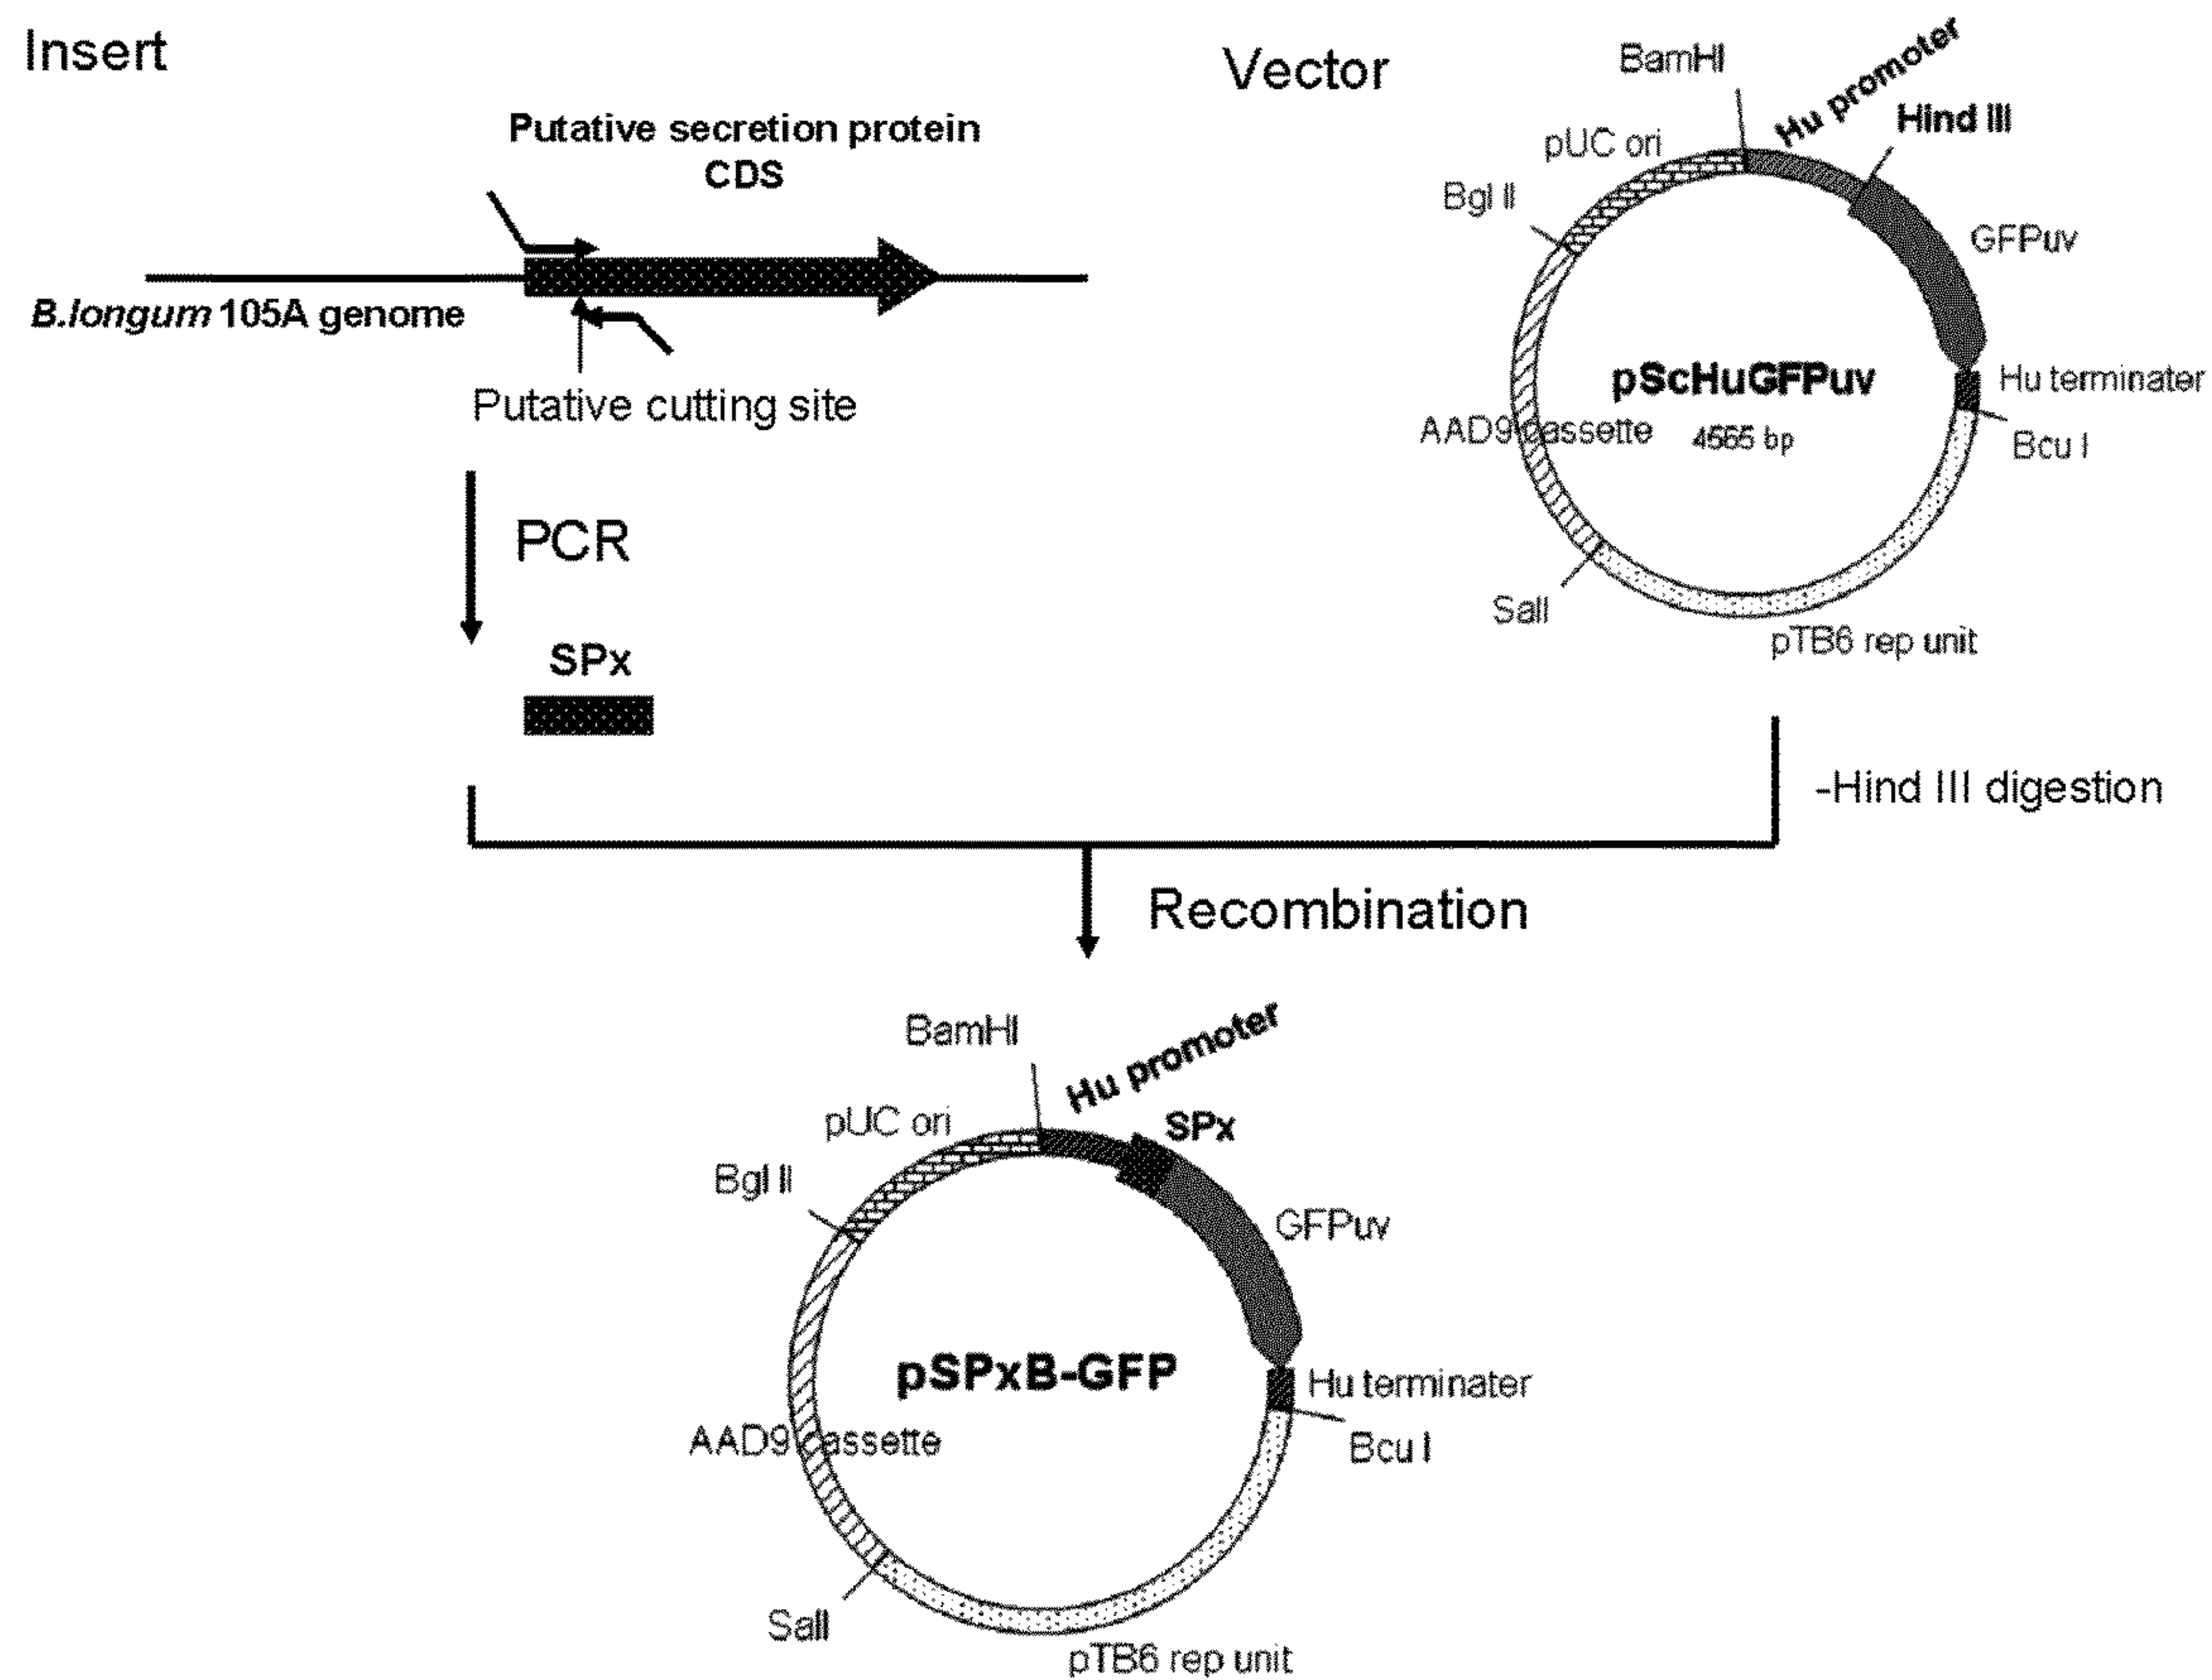 Insert
Putative secretion protein
CDS
B.longum 105A genome
Putative cutting site
PCR
SPx
Vector
BamHI
Hu promoter
Hind III
pUC ori
Bgl II
GFPuv
pScHuGFPuv
4565 bp
Hu terminater
AAD9 cassette
Bcu I
SalI
pTB6 rep unit
-Hind III digestion
Recombination
BamHI
Hu promoter
pUC ori
SPx
Bgl II
GFPuv
pSPxB-GFP
Hu terminater
AAD9 cassette
Bcu I
SalI
pTB6 rep unit